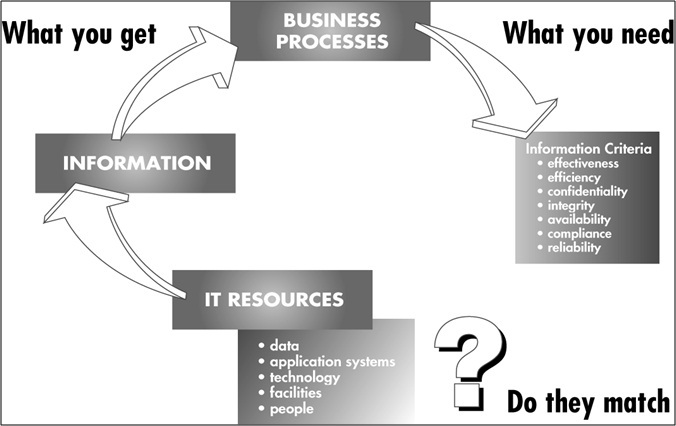 What you get
BUSINESS
PROCESSES
What you need
INFORMATION
Information Criteria
• effectiveness
• efficiency
• confidentiality
• integrity
• availability
• compliance
• reliability
IT RESOURCES
• data
• application systems
• technology
• facilities
• people
?
Do they match